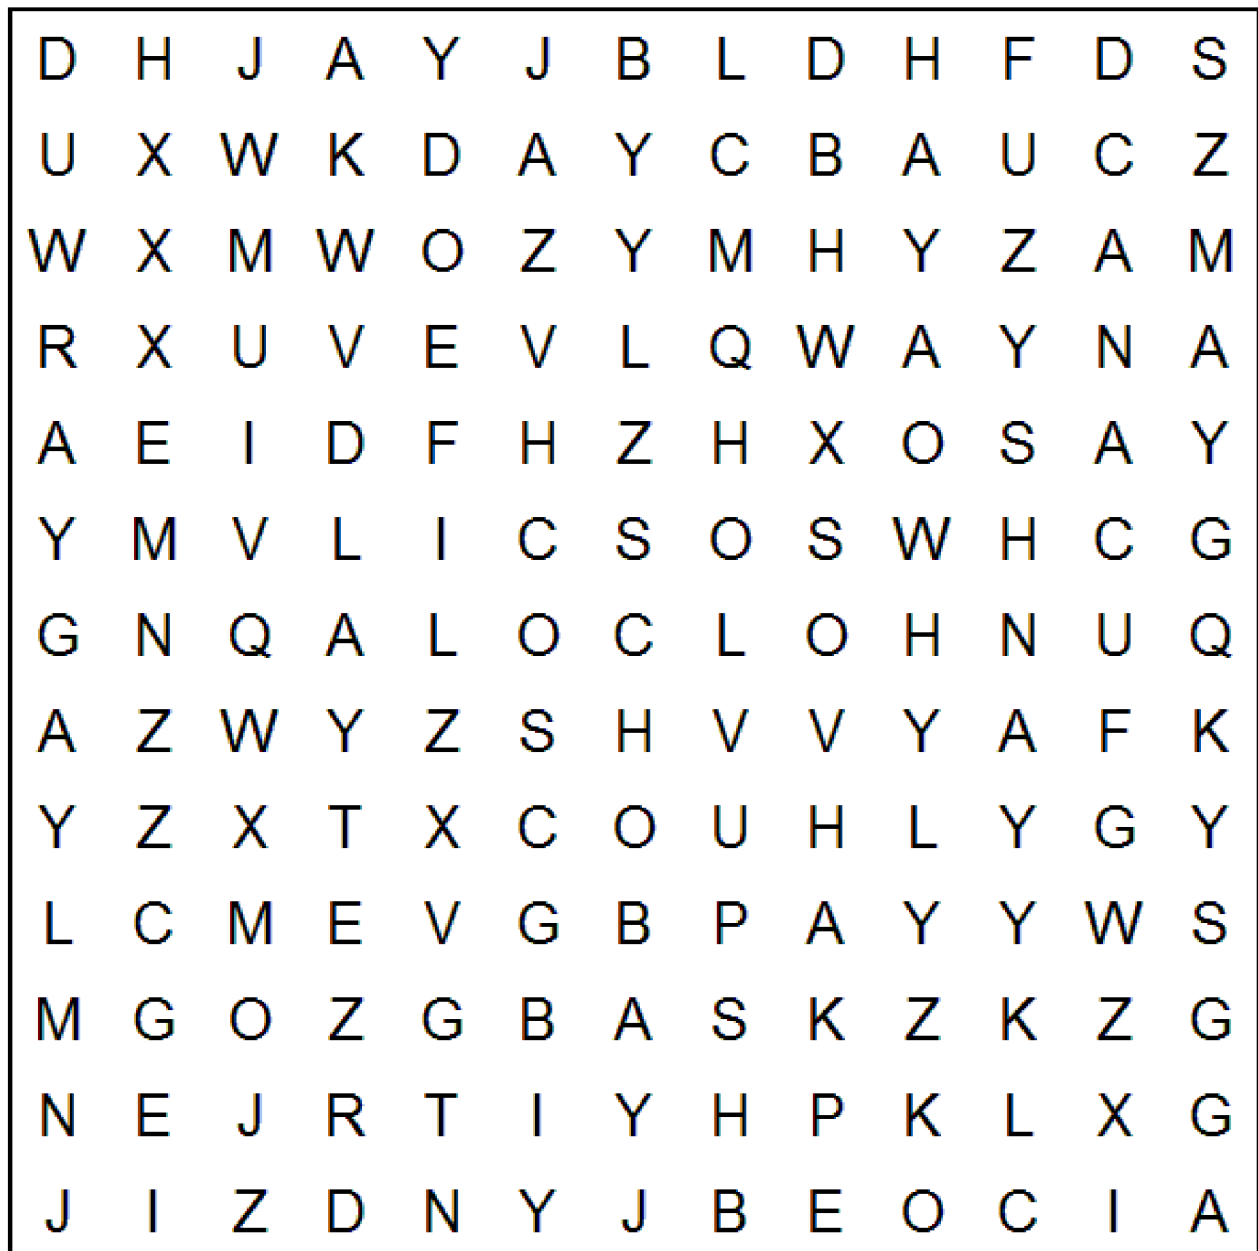 D H J A Y J B L D H F D S
U X W K D A Y C B A U C Z
W X M W O Z Y M H Y Z A M
R X U V E V L Q W A Y N A
A E I D F H Z H X O S A Y
Y M V L I C S O S W H C G
G N Q A L O C L O H N U Q
A Z W Y Z S H V V Y A F K
Y Z X T X C O U H L Y G Y
L C M E V G B P A Y Y W S
M G O Z G B A S K Z K Z G
N E J R T I Y H P K L X G
J I Z D N Y J B E O C I A